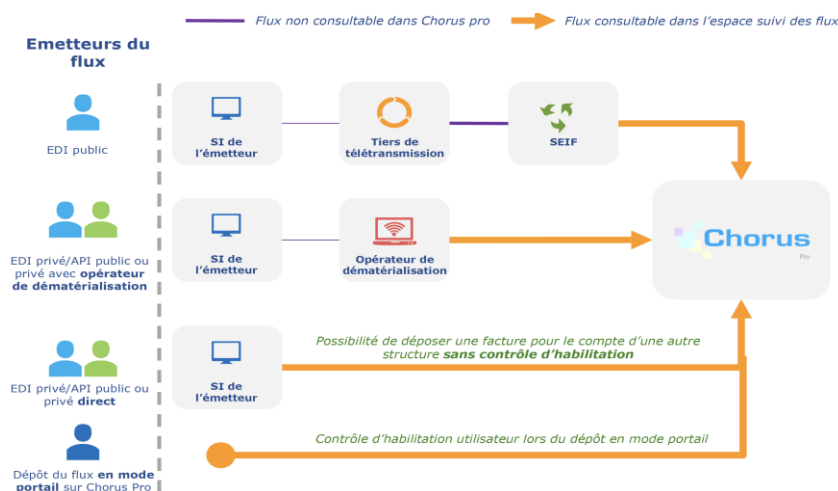 Flux non consultable dans Chorus pro
Flux consultable dans l'espace suivi des flux
Emetteurs du
flux
EDI public
SI de
l'émetteur
Tiers de
télétransmission
SEIF
EDI privé/API public ou
privé avec opérateur
de dématérialisation
SI de
l'émetteur
Opérateur de
dématérialisation
Chorus
Pro
EDI privé/API public ou
privé direct
SI de
l'émetteur
Possibilité de déposer une facture pour le compte d'une autre
structure sans contrôle d'habilitation
Dépôt du flux en mode
portail sur Chorus Pro
Contrôle d'habilitation utilisateur lors du dépôt en mode portail